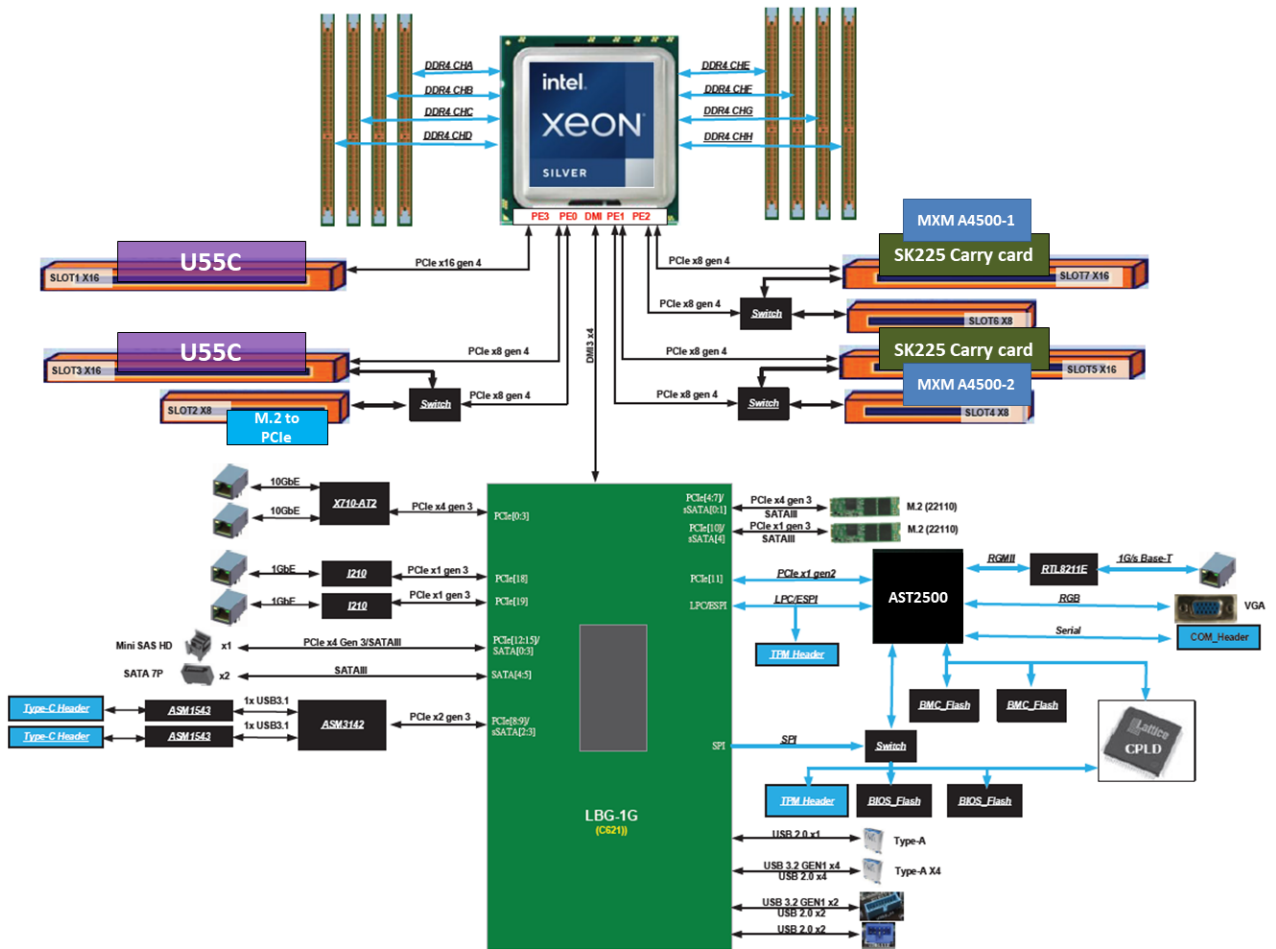 DDR4 CHA
DDR4 CHB
DDR4 CHC
DDR4 CHD
intel.
XEON
SILVER
DDR4 CHE
DDR4 CHF
DDR4 CHG
DDR4 CHH
PE3 PE0 DMI PE1 PE2
U55C
SLOT1 X16
PCIe x16 gen 4
U55C
SLOT3 X16
PCIe x8 gen 4
SLOT2 X8
M.2 to
PCIe
Switch
PCIe x8 gen 4
DMI3 x4
MXM A4500-1
SK225 Carry card
PCIe x8 gen 4
SLOT7 X16
PCIe x8 gen 4
Switch
SLOT6 X8
SK225 Carry card
PCIe x8 gen 4
SLOT5 X16
MXM A4500-2
PCIe x8 gen 4
Switch
SLOT4 X8
10GbE
10GbE
X710-AT2
PCIe x4 gen 3
PCIe[0:3]
1GbE
I210
PCIe x1 gen 3
PCIe[18]
1GbE
I210
PCIe x1 gen 3
PCIe[19]
Mini SAS HD
x1
PCIe x4 Gen 3/SATAIII
PCIe[12:15]/
SATA[0:3]
SATA 7P
x2
SATAIII
SATA[4:5]
Type-C Header
ASM1543
1x USB3.1
Type-C Header
ASM1543
1x USB3.1
ASM3142
PCIe x2 gen 3
PCIe[8:9]/
sSATA[2:3]
PCIe[4:7]/
sSATA[0:1]
PCIe x4 gen 3
SATAIII
M.2 (22110)
PCIe[10]/
sSATA[4]
PCIe x1 gen 3
SATAIII
M.2 (22110)
PCIe[11]
PCIe x1 gen2
LPC/ESPI
LPC/ESPI
TPM Header
AST2500
RGMII
RTL8211E
1G/s Base-T
RGB
VGA
Serial
COM_Header
BMC_Flash
BMC_Flash
Lattice
CPLD
SPI
SPI
Switch
TPM Header
BIOS_Flash
BIOS_Flash
LBG-1G
(C621))
USB 2.0 x1
Type-A
USB 3.2 GEN1 x4
USB 2.0 x4
Type-A X4
USB 3.2 GEN1 x2
USB 2.0 x2
USB 2.0 x2